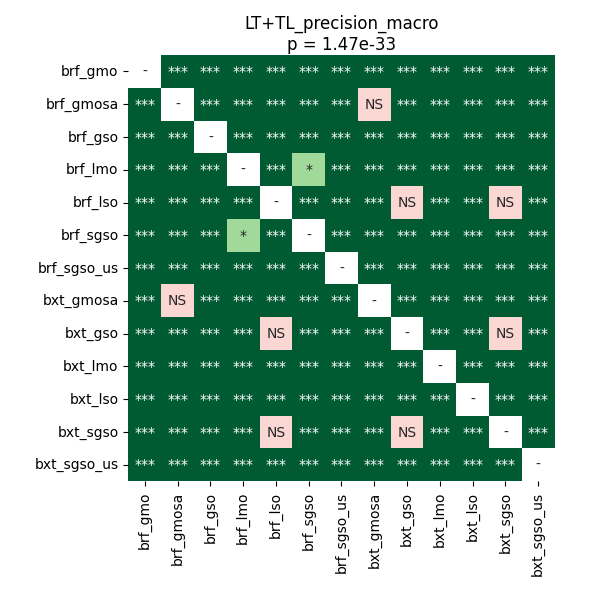 LT+TL_precision_macro
p = 1.47e-33
brf_gmo - *** *** *** *** *** *** *** *** *** *** *** ***
brf_gmosa *** - *** *** *** *** *** NS *** *** *** *** ***
brf_gso *** *** - *** *** *** *** *** *** *** *** *** ***
brf_lmo *** *** *** - *** * *** *** *** *** *** *** ***
brf_lso *** *** *** *** - *** *** *** NS *** *** NS ***
brf_sgso *** *** *** * *** - *** *** *** *** *** *** ***
brf_sgso_us *** *** *** *** *** *** - *** *** *** *** *** ***
bxt_gmosa *** NS *** *** *** *** *** - *** *** *** *** ***
bxt_gso *** *** *** *** NS *** *** *** - *** *** NS ***
bxt_lmo *** *** *** *** *** *** *** *** *** - *** *** ***
bxt_lso *** *** *** *** *** *** *** *** *** *** - *** ***
bxt_sgso *** *** *** *** NS *** *** *** NS *** *** - ***
bxt_sgso_us *** *** *** *** *** *** *** *** *** *** *** *** -
brf_gmo brf_gmosa brf_gso brf_lmo brf_lso brf_sgso brf_sgso_us bxt_gmosa bxt_gso bxt_lmo bxt_lso bxt_sgso bxt_sgso_us